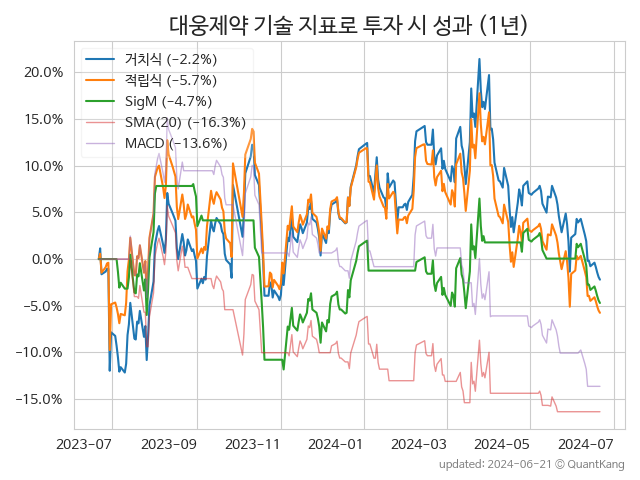 대웅제약 기술 지표로 투자 시 성과 (1년)
거치식 (−2.2%)
적립식 (−5.7%)
SigM (−4.7%)
SMA(20) (−16.3%)
MACD (−13.6%)
20.0%
15.0%
10.0%
5.0%
0.0%
−5.0%
−10.0%
−15.0%
2023-07 2023-09 2023-11 2024-01 2024-03 2024-05 2024-07
updated: 2024-06-21 © QuantKang